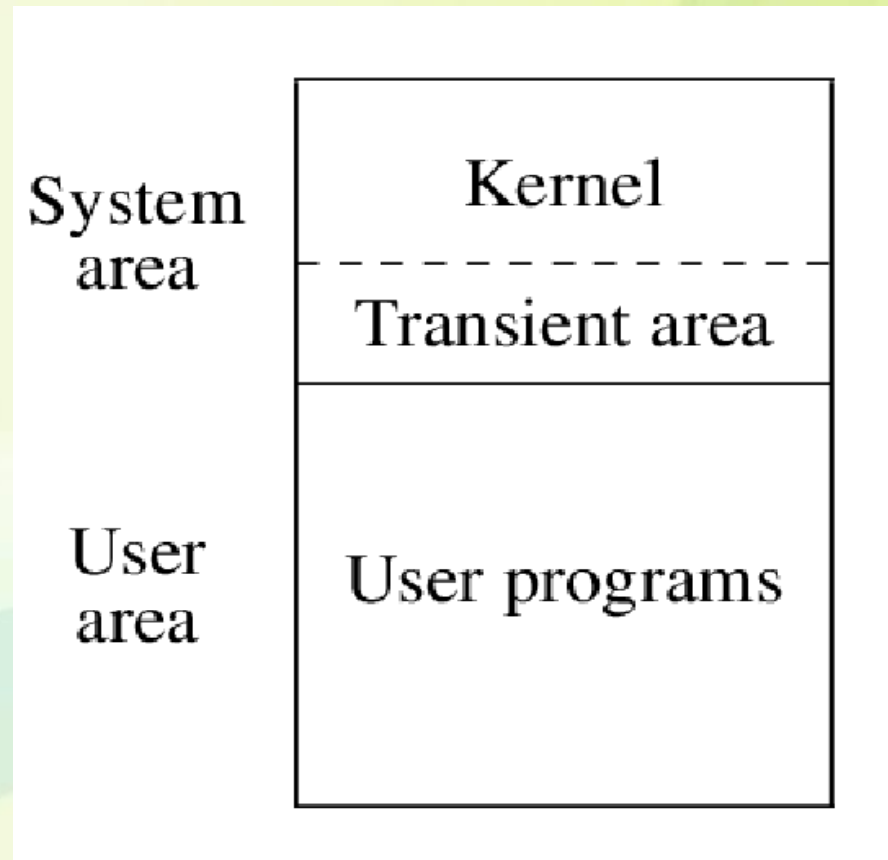 System
area
Kernel
Transient area
User
area
User programs